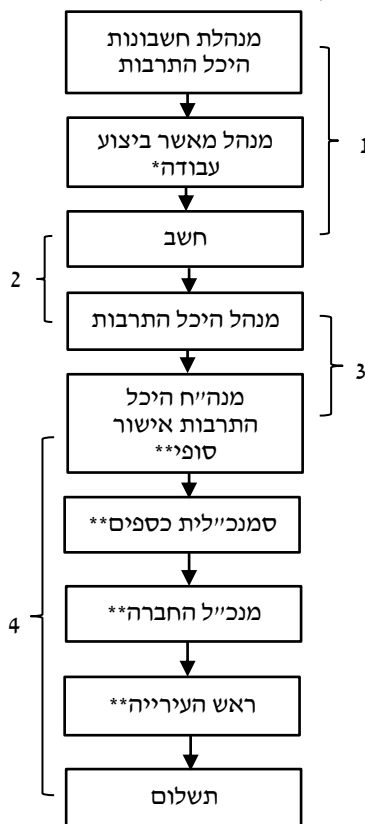 מנהלת חשבונות
היכל התרבות
1
מנהל מאשר ביצוע
עבודה*
חשב
2
מנהל היכל התרבות
3
מנה״ח היכל
התרבות אישור
סופי**
סמנכ״לית כספים**
מנכ״ל החברה**
4
ראש העירייה**
תשלום